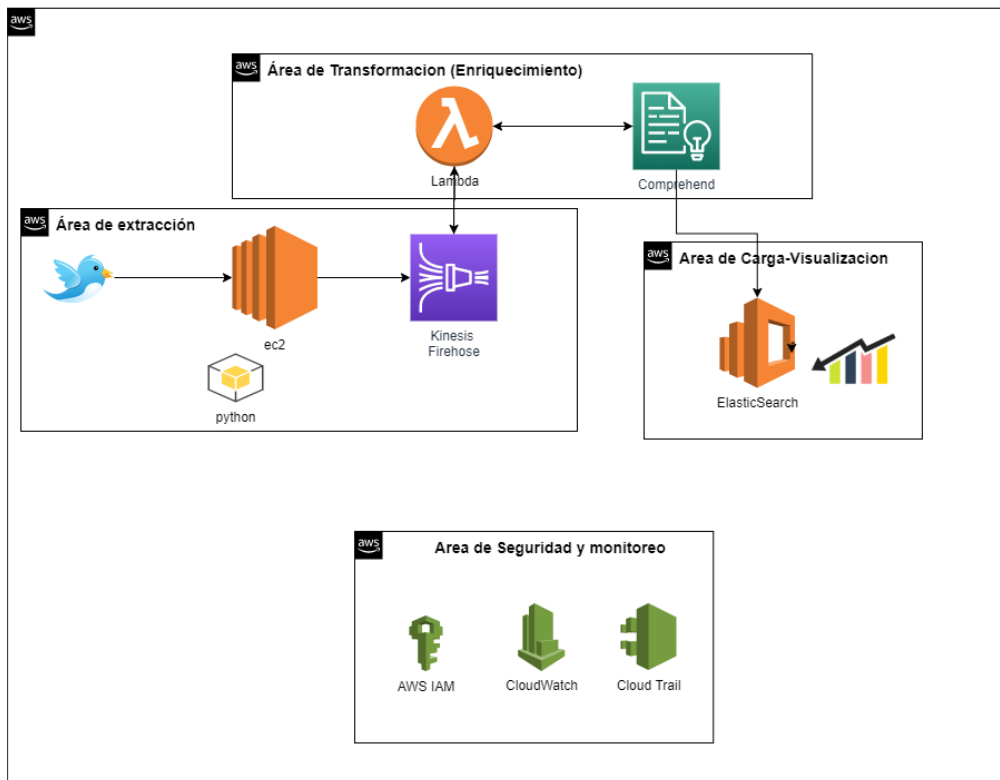 aws
aws
Área de Transformacion (Enriquecimiento)
Lambda
Comprehend
aws
Área de extracción
ec2
python
Kinesis
Firehose
aws
Area de Carga-Visualizacion
ElasticSearch
aws
Area de Seguridad y monitoreo
AWS IAM
CloudWatch
Cloud Trail